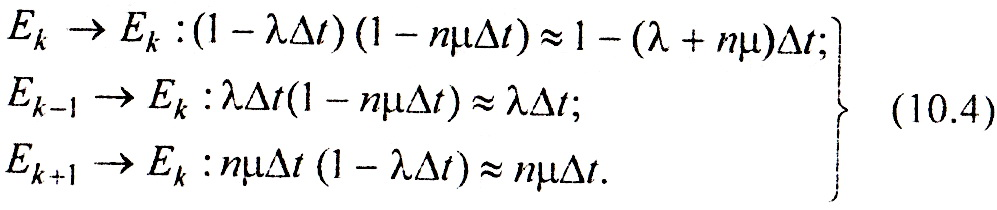 E_k → E_k : (1 – λΔt) (1 – nμΔt) ≈ 1 – (λ + nμ)Δt;
E_{k–1} → E_k : λΔt(1 – nμΔt) ≈ λΔt;
E_{k+1} → E_k : nμΔt (1 – λΔt) ≈ nμΔt.
(10.4)